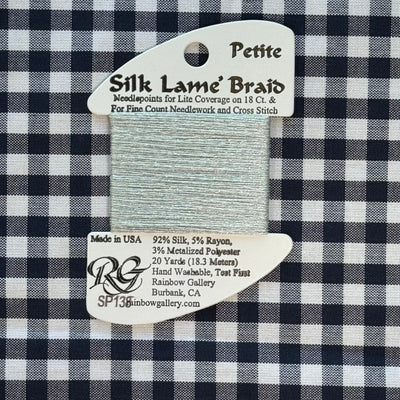 Petite
Silk Lame' Braid
Needlepoints for Lite Coverage on 18 Ct. &
For Fine Count Needlework and Cross Stitch
Made in USA
92% Silk, 5% Rayon,
3% Metalized Polyester
20 Yards (18.3 Meters)
Hand Washable, Test First
Rainbow Gallery
Burbank, CA
rainbowgallery.com
RG
SP138